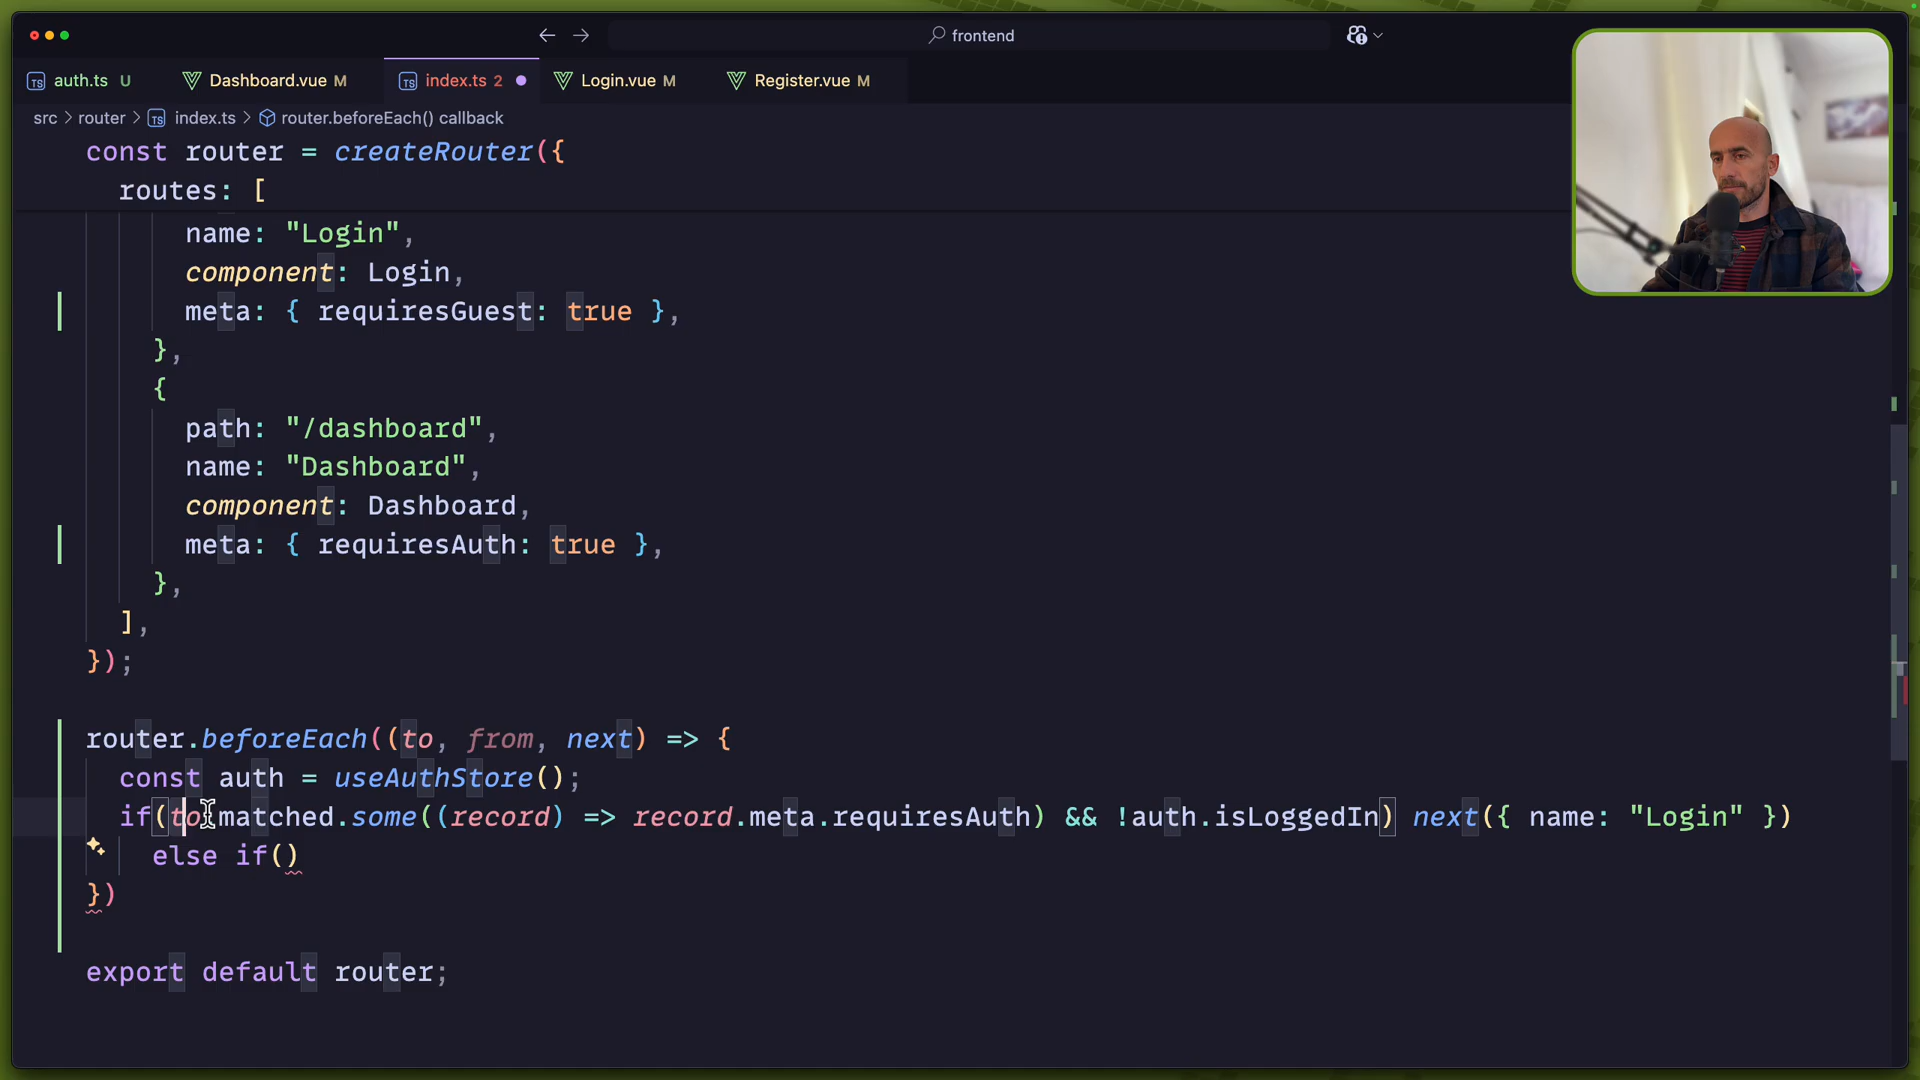 frontend
auth.ts U
Dashboard.vue M
index.ts 2
Login.vue M
Register.vue M
src > router > TS index.ts > router.beforeEach() callback
const router = createRouter({
routes: [
name: "Login",
component: Login,
meta: { requiresGuest: true },
},
{
path: "/dashboard",
name: "Dashboard",
component: Dashboard,
meta: { requiresAuth: true },
},
],
});
router.beforeEach((to, from, next) => {
const auth = useAuthStore();
if(to.matched.some((record) => record.meta.requiresAuth) && !auth.isLoggedIn) next({ name: "Login" })
else if()
})
export default router;